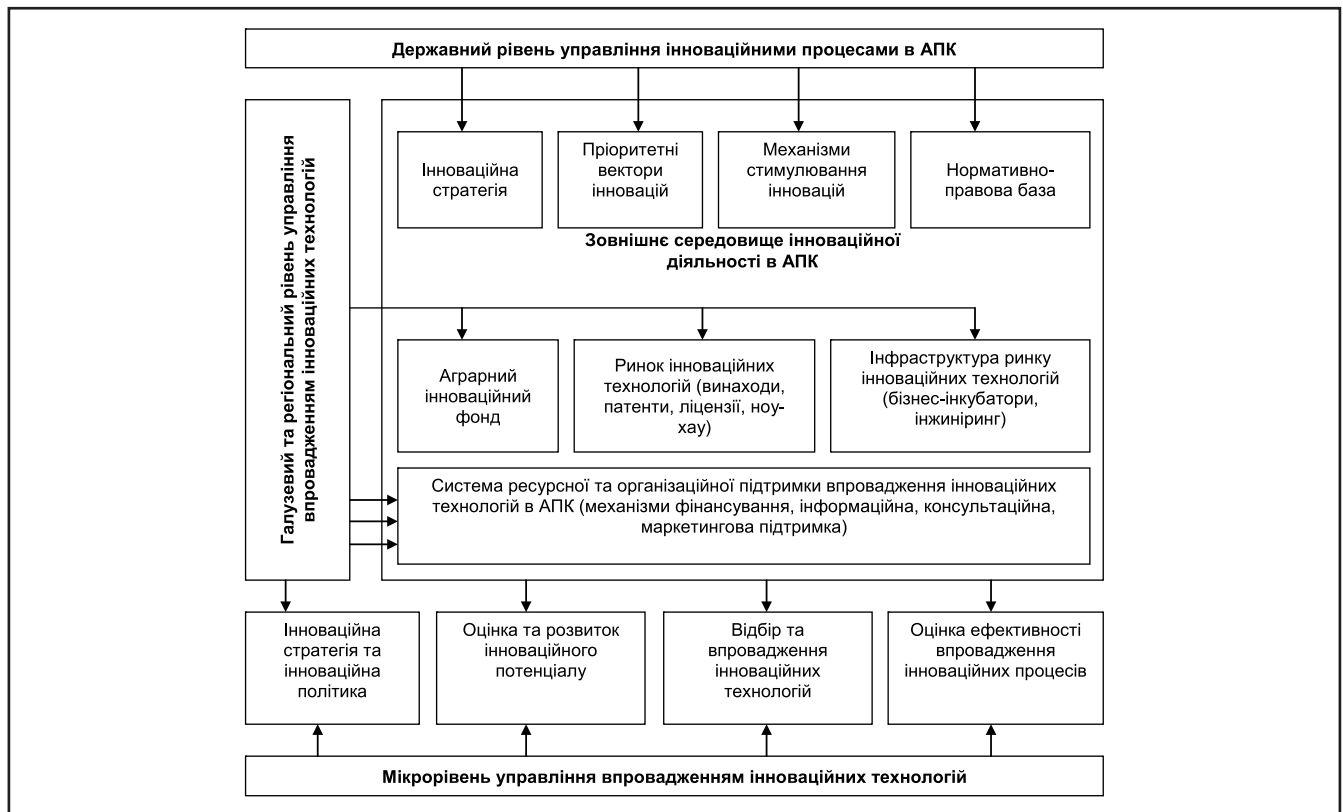 Державний рівень управління інноваційними процесами в АПК
Галузевий та регіональний рівень управління
впровадженням інноваційних технологій
Інноваційна
стратегія
Пріоритетні
вектори
інновацій
Механізми
стимулювання
інновацій
Нормативно-
правова база
Зовнішнє середовище інноваційної
діяльності в АПК
Аграрний
інноваційний
фонд
Ринок інноваційних
технологій (винаходи,
патенти, ліцензії, ноу-
хау)
Інфраструктура ринку
інноваційних технологій
(бізнес-інкубатори,
інжиніринг)
Система ресурсної та організаційної підтримки впровадження інноваційних
технологій в АПК (механізми фінансування, інформаційна, консультаційна,
маркетингова підтримка)
Інноваційна
стратегія та
інноваційна
політика
Оцінка та розвиток
інноваційного
потенціалу
Відбір та
впровадження
інноваційних
технологій
Оцінка ефективності
впровадження
інноваційних процесів
Мікрорівень управління впровадженням інноваційних технологій